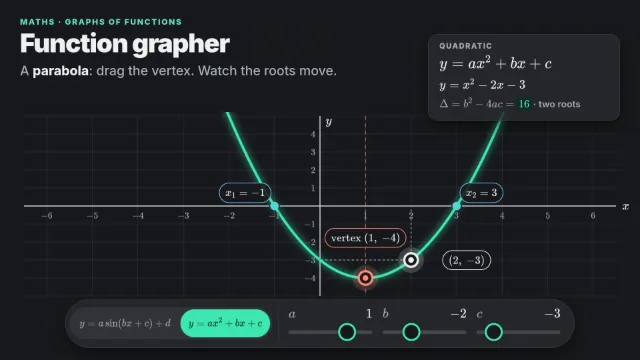 MATHS · GRAPHS OF FUNCTIONS
Function grapher
A parabola: drag the vertex. Watch the roots move.
QUADRATIC
y = ax² + bx + c
y = x² − 2x − 3
Δ = b² − 4ac = 16 · two roots
y
4
3
2
1
x₁ = −1
x₂ = 3
x
−6 −5 −4 −3 −2 −1 1 2 3 4 5 6
vertex (1, −4)
(2, −3)
−3
−4
y = a sin(bx + c) + d
y = ax² + bx + c
a 1
b −2
c −3